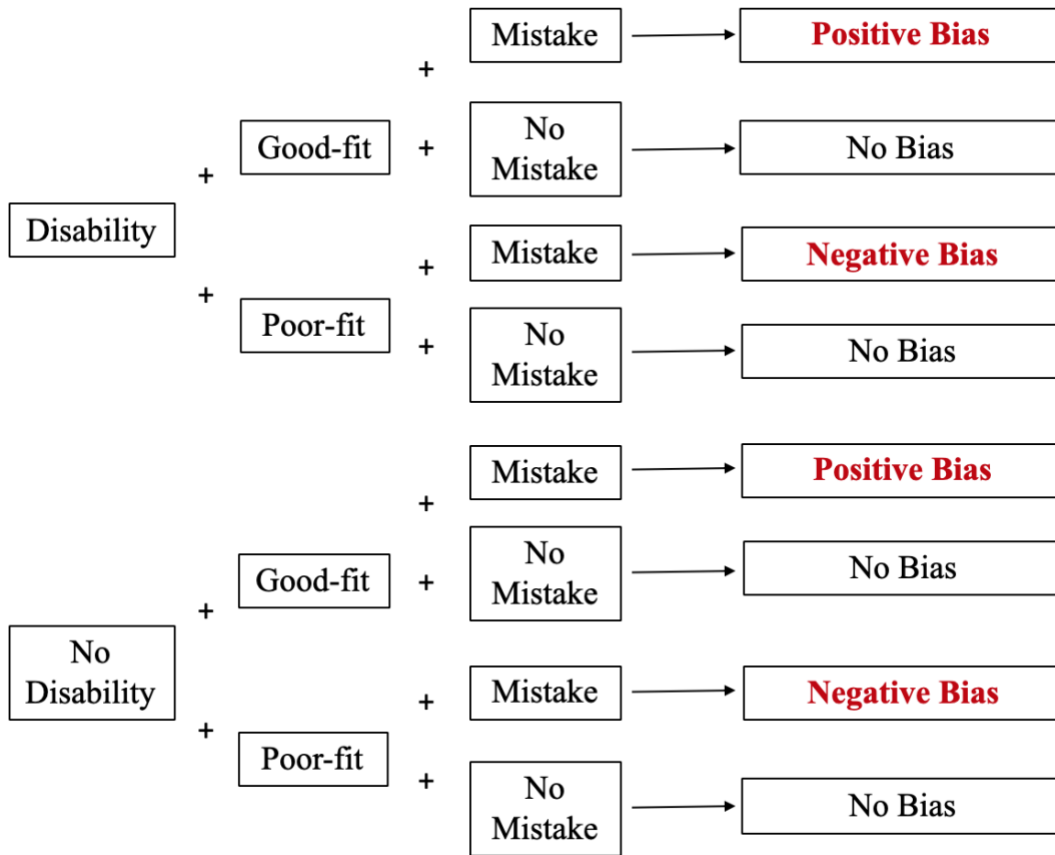 Mistake
Positive Bias
+
Good-fit
+
No
Mistake
No Bias
+
Disability
+
Mistake
Negative Bias
+
Poor-fit
+
No
Mistake
No Bias
Mistake
Positive Bias
+
Good-fit
+
No
Mistake
No Bias
+
No
Disability
+
Mistake
Negative Bias
+
Poor-fit
+
No
Mistake
No Bias